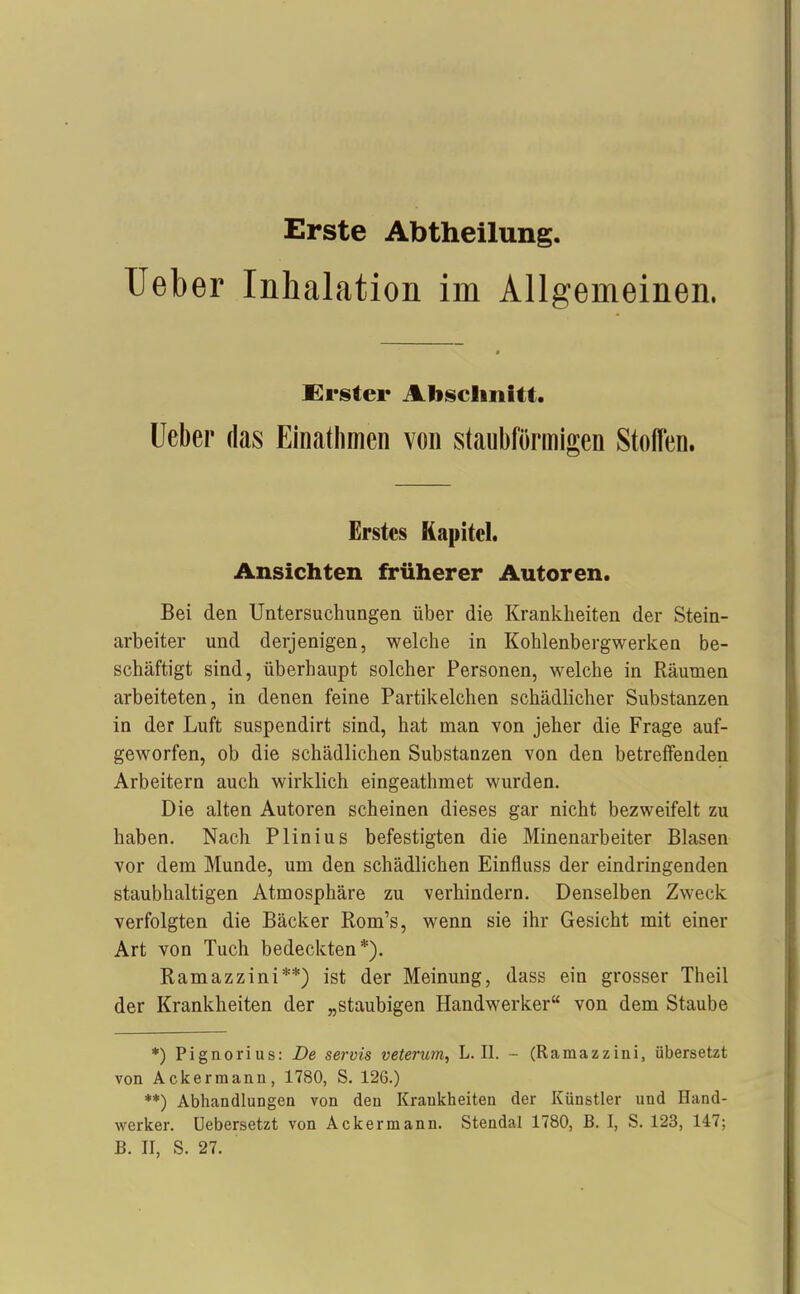 Erste Abtheilung.
Ueber Inhalation im Allgemeinen.
Erster Abschnitt.
Ueber das Einathmen von staubförmigen Stoffen.
Erstes Kapitel.
Ansichten früherer Autoren.
Bei den Untersuchungen über die Krankheiten der Stein-
arbeiter und derjenigen, welche in Kohlenbergwerken be-
schäftigt sind, überhaupt solcher Personen, welche in Räumen
arbeiteten, in denen feine Partikelchen schädlicher Substanzen
in der Luft suspendirt sind, hat man von jeher die Frage auf-
geworfen, ob die schädlichen Substanzen von den betreffenden
Arbeitern auch wirklich eingeathmet wurden.
Die alten Autoren scheinen dieses gar nicht bezweifelt zu
haben. Nach Plinius befestigten die Minenarbeiter Blasen
vor dem Munde, um den schädlichen Einfluss der eindringenden
staubhaltigen Atmosphäre zu verhindern. Denselben Zweck
verfolgten die Bäcker Rom's, wenn sie ihr Gesicht mit einer
Art von Tuch bedeckten*).
Ramazzini**) ist der Meinung, dass ein grosser Theil
der Krankheiten der „staubigen Handwerker“ von dem Staube
*) Pignorius: De servis veterum, L. II. - (Ramazzini, übersetzt
von Ackermann, 1780, S. 126.)
**) Abhandlungen von den Krankheiten der Künstler und Hand-
werker. Uebersetzt von Ackermann. Stendal 1780, B. I, S. 123, 147;
B. II, S. 27.